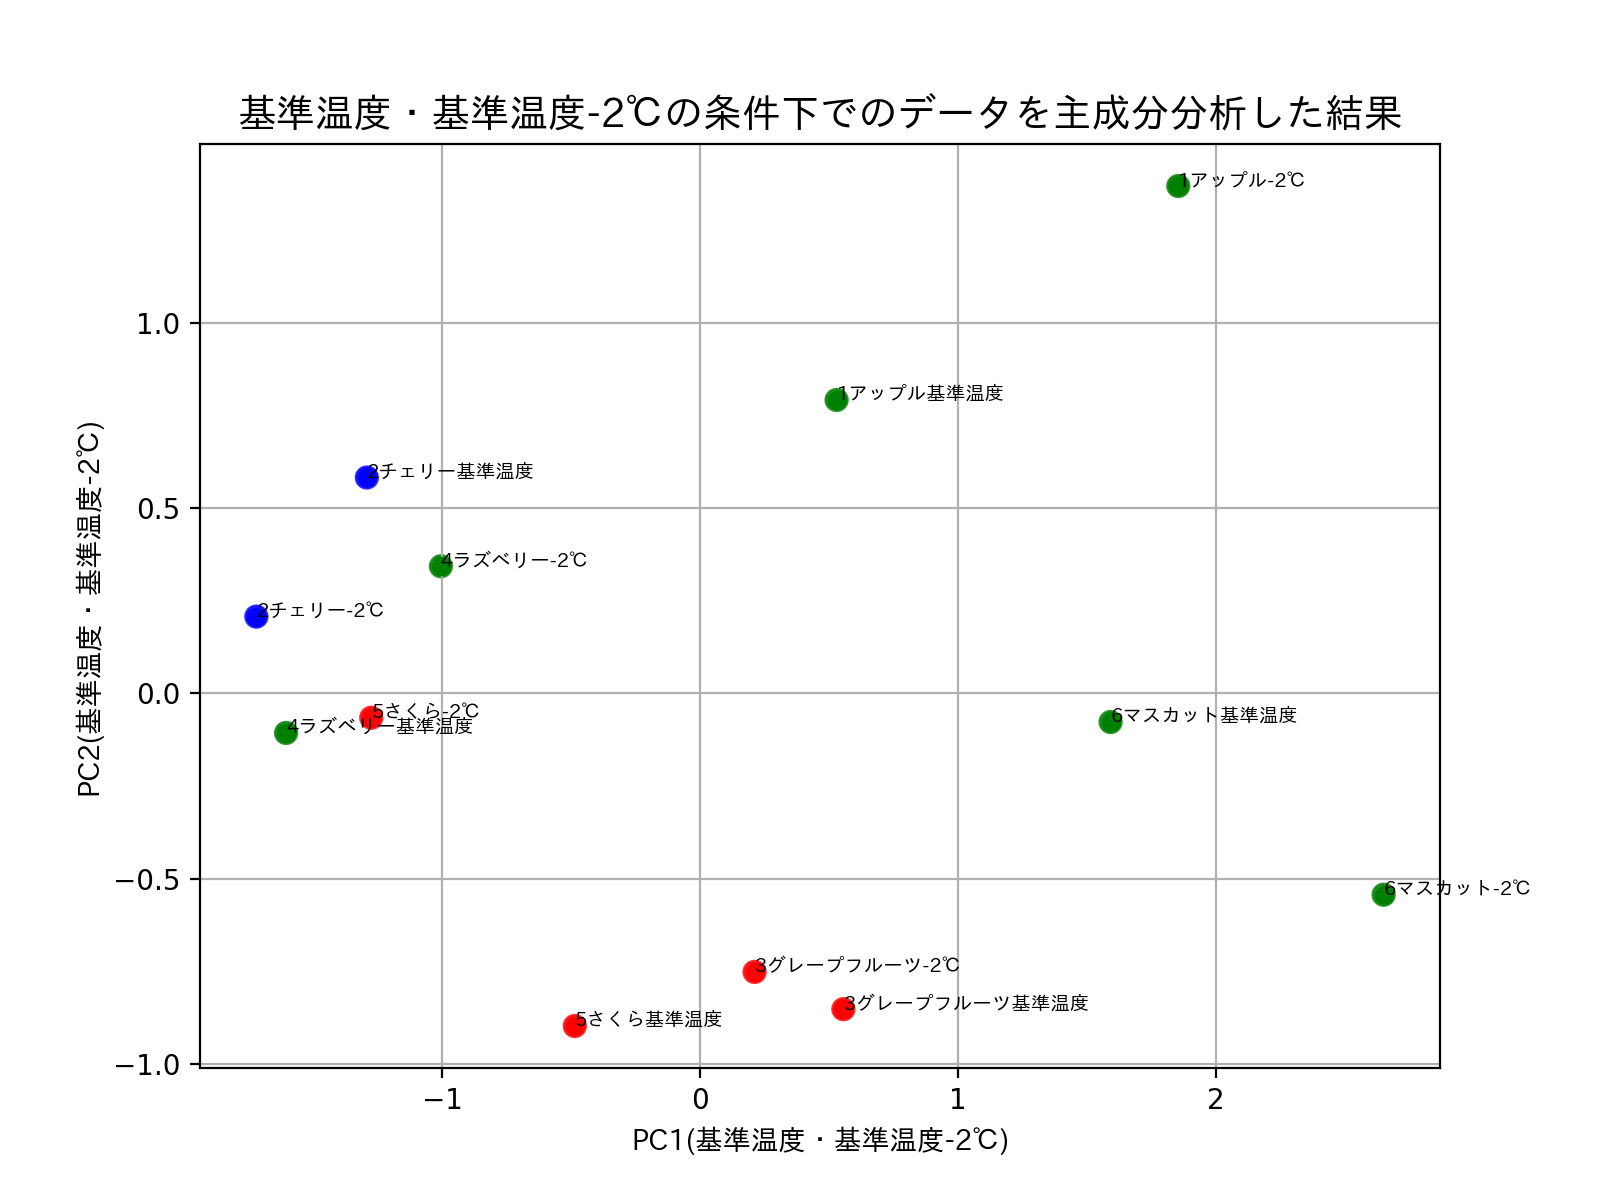 基準温度・基準温度-2℃の条件下でのデータを主成分分析した結果
1アップル-2℃
1.0
1アップル基準温度
2チェリー基準温度
0.5
4ラズベリー-2℃
2チェリー-2℃
PC2(基準温度・基準温度-2℃)
0.0
5さくら-2℃
4ラズベリー基準温度
6マスカット基準温度
−0.5
6マスカット-2℃
3グレープフルーツ-2℃
3グレープフルーツ基準温度
5さくら基準温度
−1.0
−1 0 1 2
PC1(基準温度・基準温度-2℃)